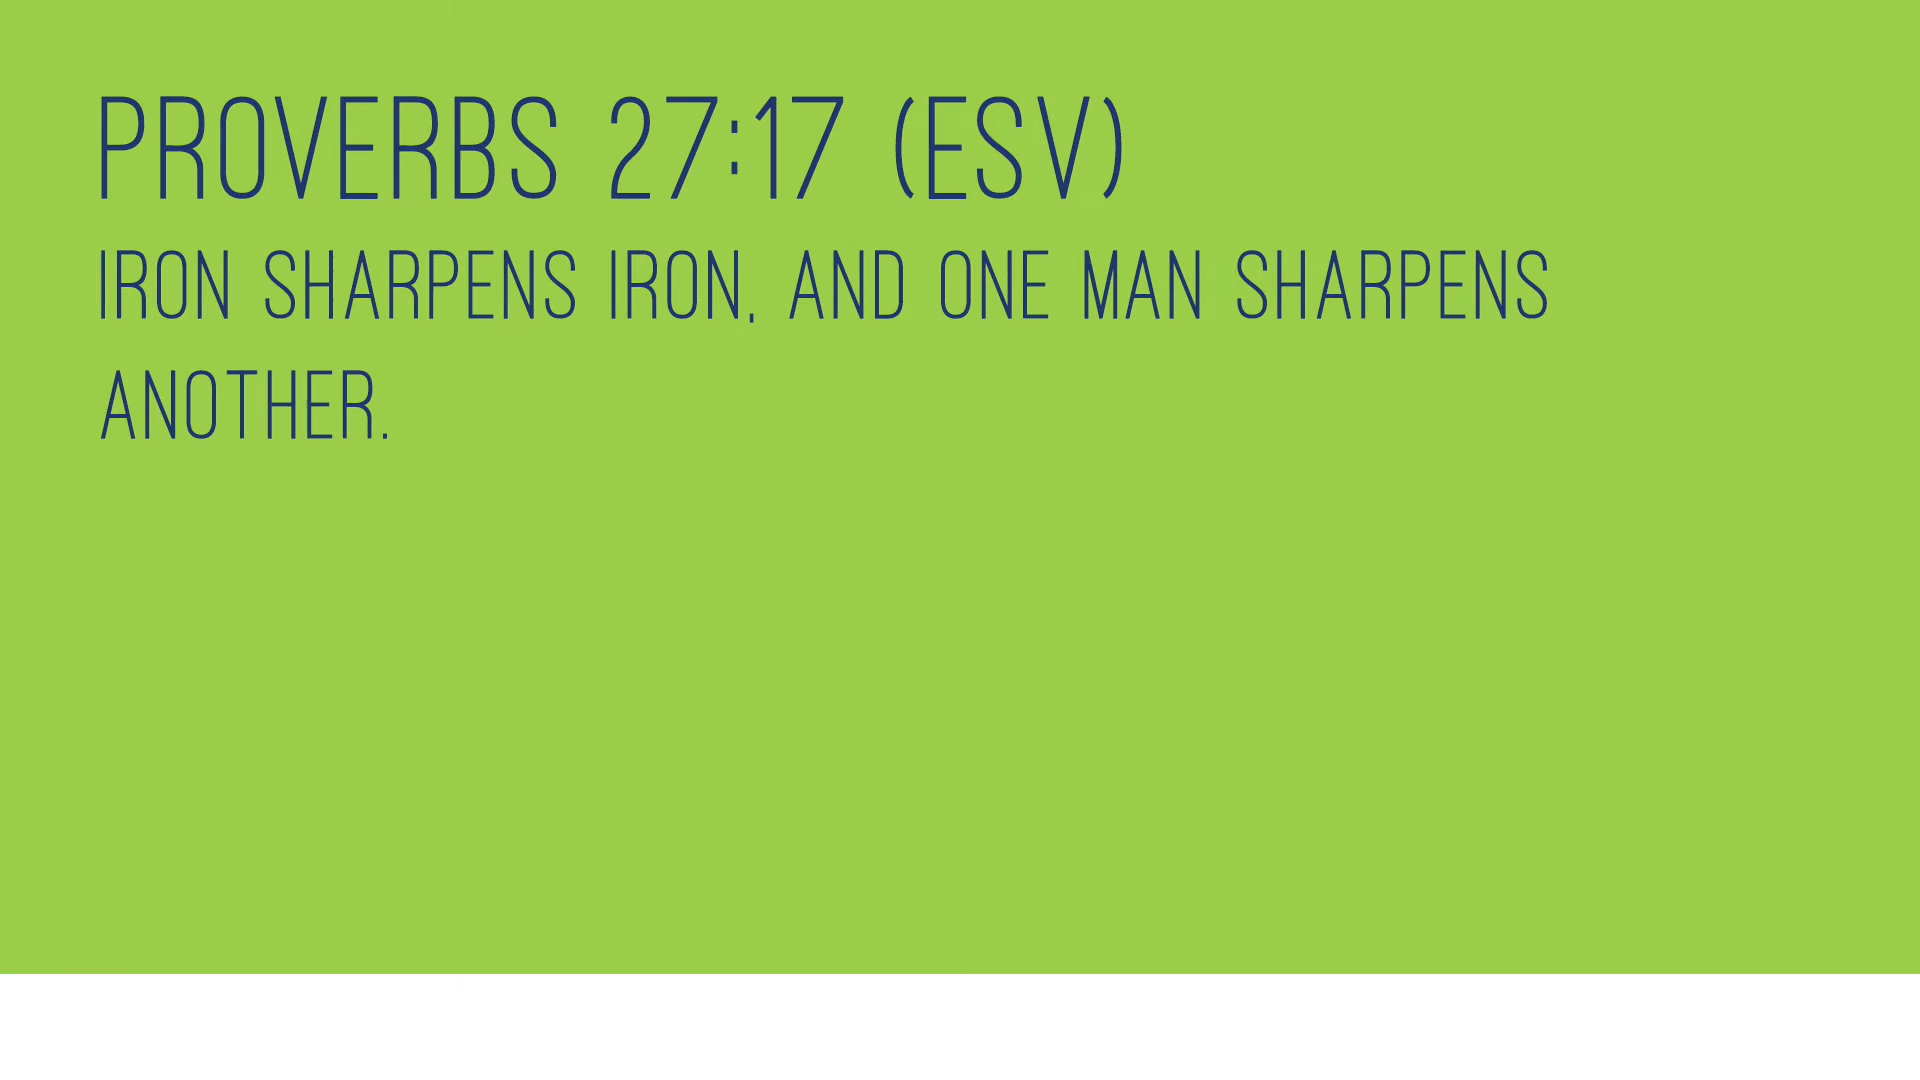 PROVERBS 27:17 (ESV)
IRON SHARPENS IRON, AND ONE MAN SHARPENS
ANOTHER.